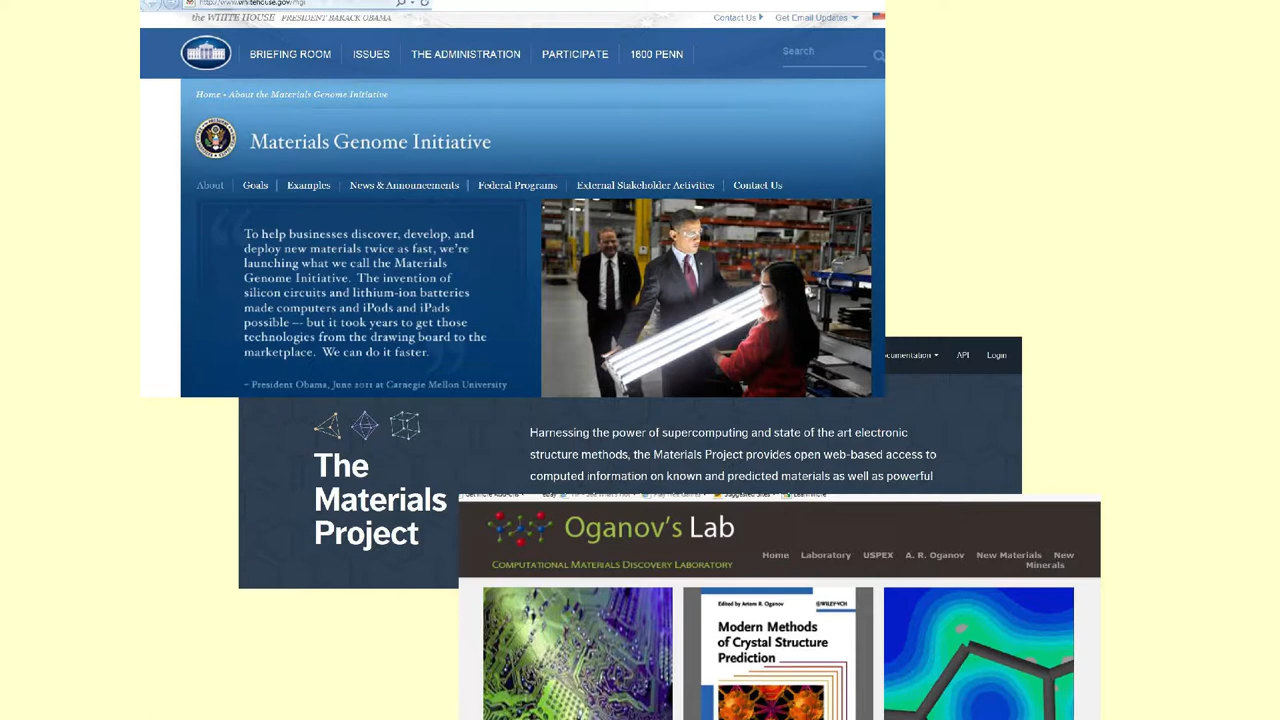 http://www.whitehouse.gov/mgi
the WHITE HOUSE PRESIDENT BARACK OBAMA
Contact Us
Get Email Updates
BRIEFING ROOM
ISSUES
THE ADMINISTRATION
PARTICIPATE
1600 PENN
Search
Home • About the Materials Genome Initiative
Materials Genome Initiative
About
Goals
Examples
News & Announcements
Federal Programs
External Stakeholder Activities
Contact Us
To help businesses discover, develop, and
deploy new materials twice as fast, we're
launching what we call the Materials
Genome Initiative. The invention of
silicon circuits and lithium-ion batteries
made computers and iPods and iPads
possible -- but it took years to get those
technologies from the drawing board to the
marketplace. We can do it faster.
– President Obama, June 2011 at Carnegie Mellon University
API
Login
The
Materials
Project
Harnessing the power of supercomputing and state of the art electronic
structure methods, the Materials Project provides open web-based access to
computed information on known and predicted materials as well as powerful
Oganov's Lab
COMPUTATIONAL MATERIALS DISCOVERY LABORATORY
Home
Laboratory
USPEX
A. R. Oganov
New Materials
New
Minerals
Edited by Artem R. Oganov
WILEY-VCH
Modern Methods
of Crystal Structure
Prediction